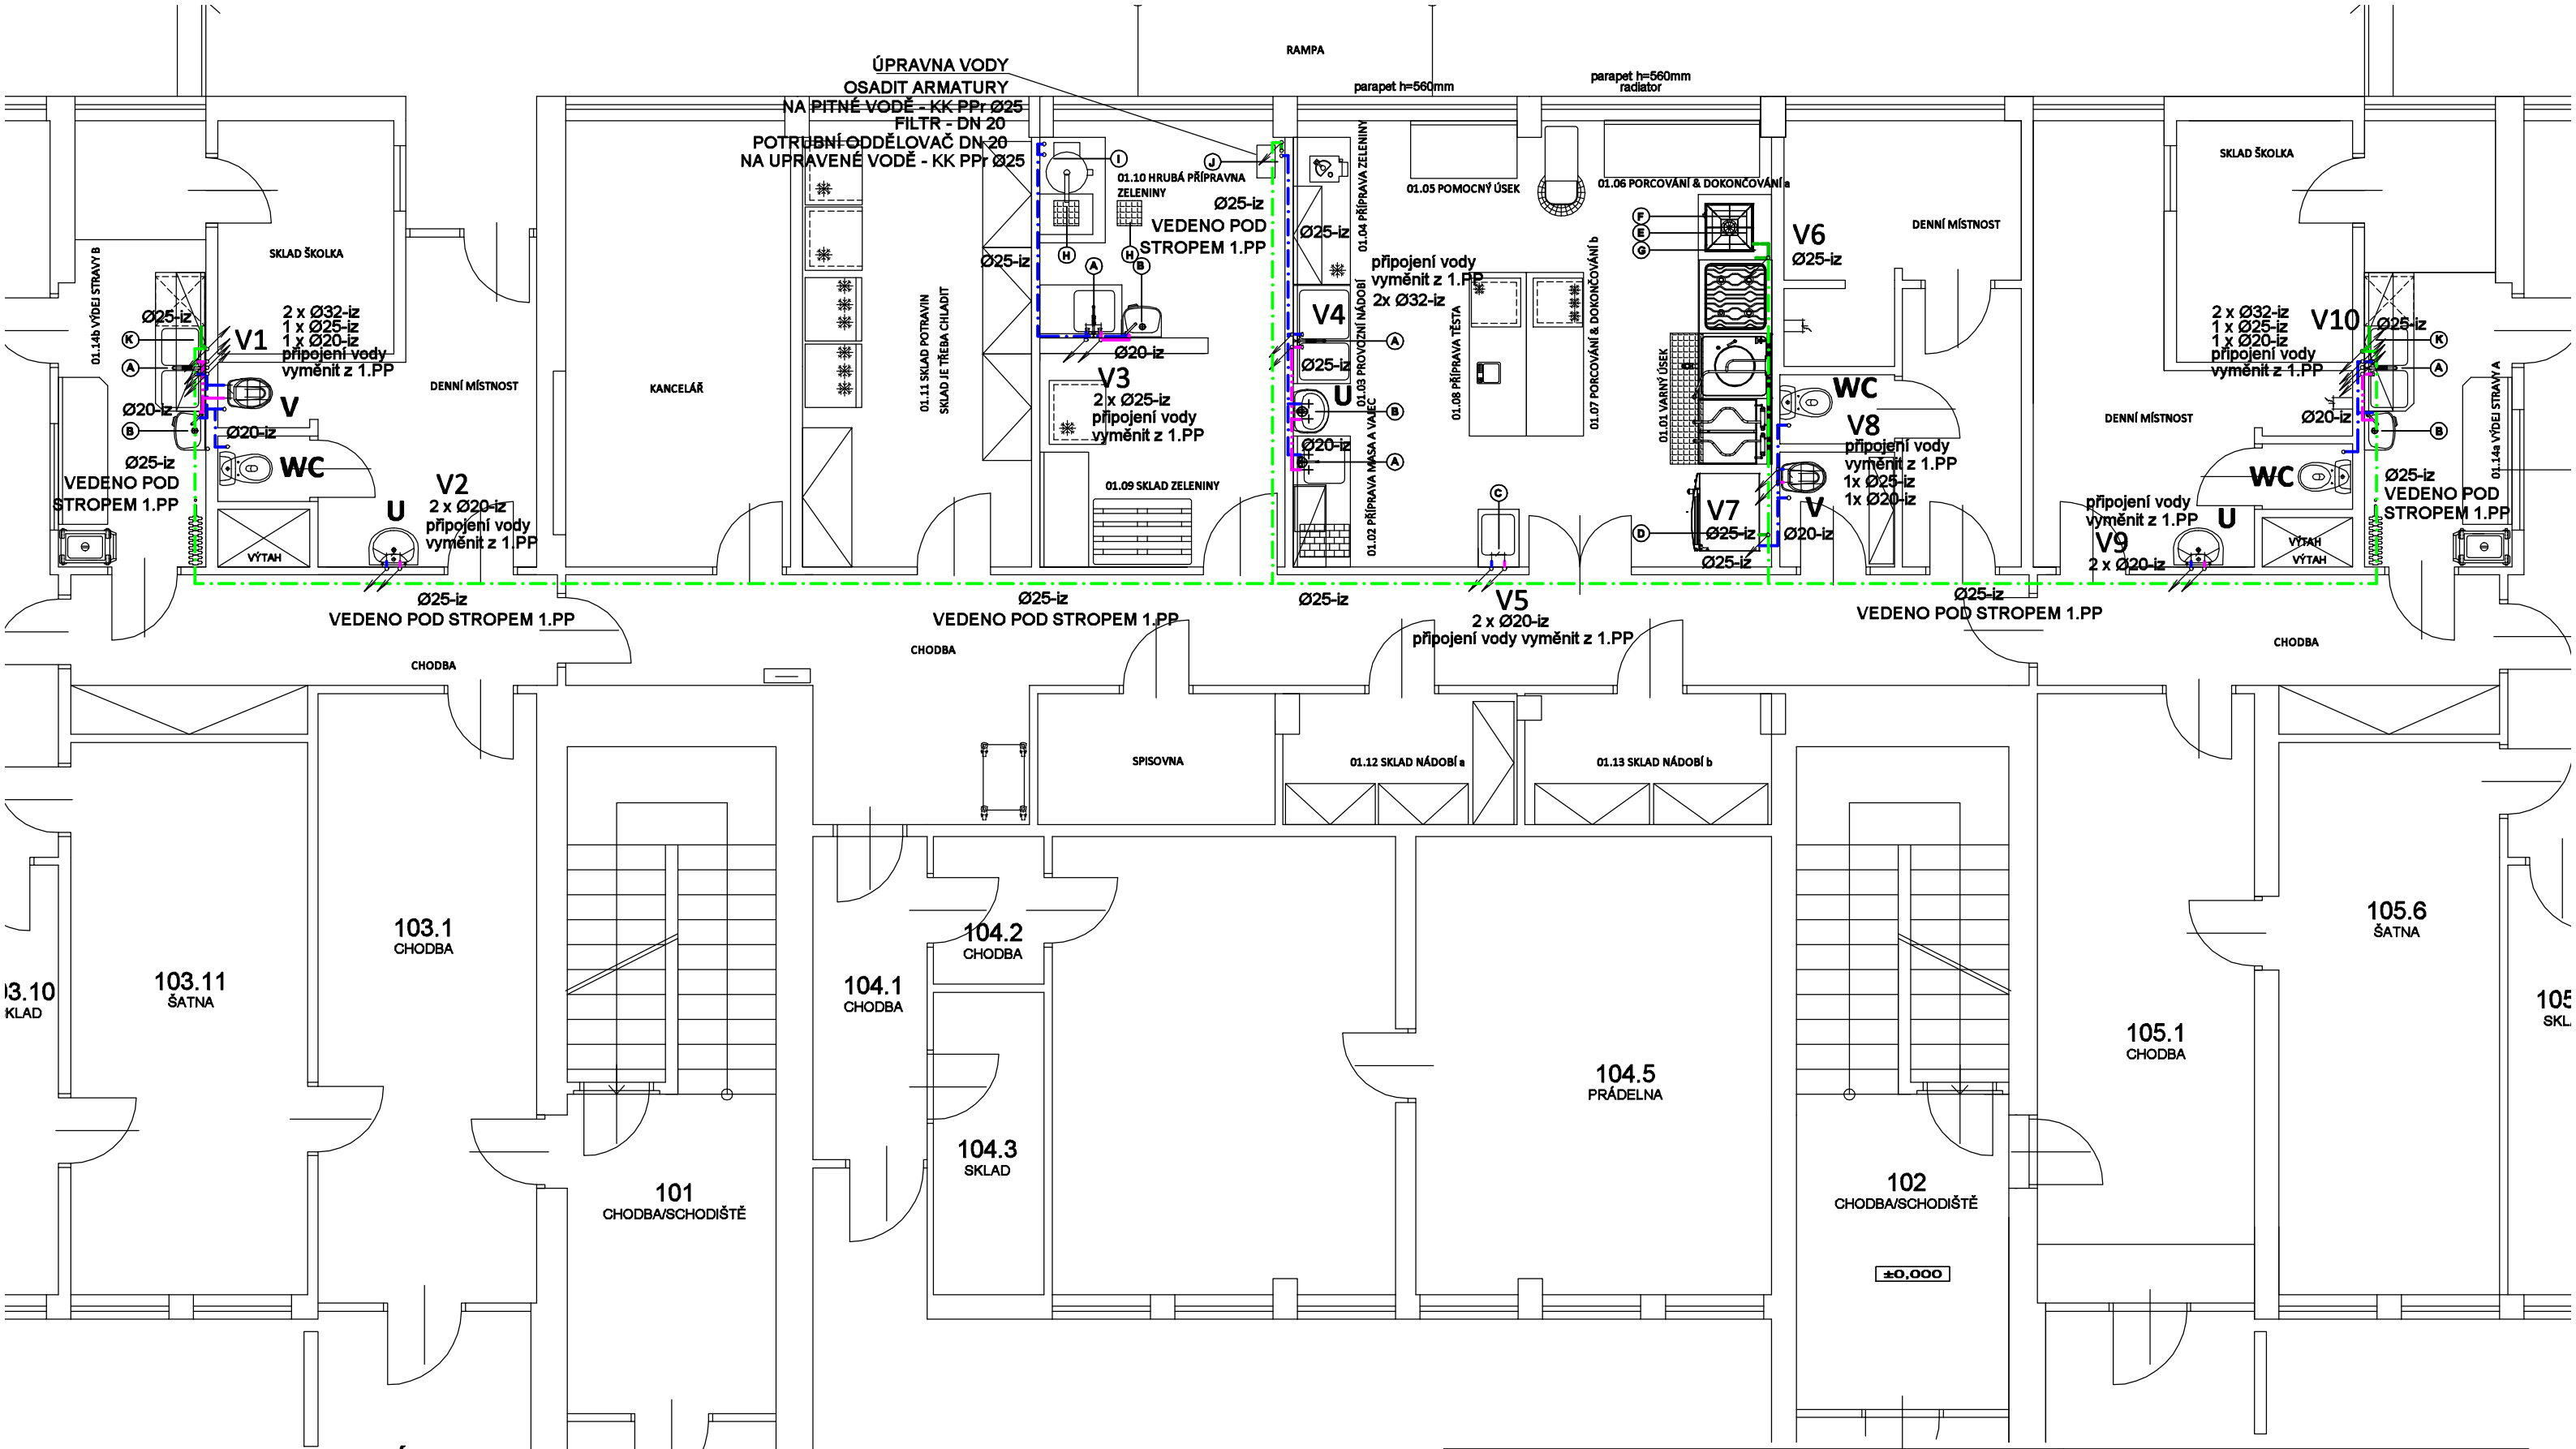 RAMPA
ÚPRAVNA VODY
OSADIT ARMATURY
NA PITNÉ VODĚ - KK PPr Ø25
FILTR - DN 20
POTRUBNÍ ODDĚLOVAČ DN 20
NA UPRAVENÉ VODĚ - KK PPr Ø25
parapet h=560mm
parapet h=560mm
radiator
SKLAD ŠKOLKA
01.14b VÝDEJ STRAVY B
Ø25-iz
K
A
Ø20-iz
B
Ø25-iz
VEDENO POD
STROPEM 1.PP
V1
2 x Ø32-iz
1 x Ø25-iz
1 x Ø20-iz
připojení vody
vyměnit z 1.PP
V
Ø20-iz
WC
VÝTAH
DENNÍ MÍSTNOST
U
V2
2 x Ø20-iz
připojení vody
vyměnit z 1.PP
KANCELÁŘ
01.11 SKLAD POTRAVIN
SKLAD JE TŘEBA CHLADIT
Ø25-iz
I
J
01.10 HRUBÁ PŘÍPRAVNA
ZELENINY
Ø25-iz
VEDENO POD
STROPEM 1.PP
H
H
A
B
Ø20-iz
V3
2 x Ø25-iz
připojení vody
vyměnit z 1.PP
01.09 SKLAD ZELENINY
01.04 PŘÍPRAVA ZELENINY
Ø25-iz
připojení vody
vyměnit z 1.PP
2x Ø32-iz
V4
A
Ø25-iz
01.03 PROVOZNÍ NÁDOBÍ
U
B
Ø20-iz
A
01.02 PŘÍPRAVA MASA A VAJEC
01.05 POMOCNÝ ÚSEK
01.06 PORCOVÁNÍ & DOKONČOVÁNÍ a
01.08 PŘÍPRAVA TĚSTA
01.07 PORCOVÁNÍ & DOKONČOVÁNÍ b
01.01 VARNÝ ÚSEK
F
E
G
C
D
V6
Ø25-iz
DENNÍ MÍSTNOST
WC
V8
připojení vody
vyměnit z 1.PP
1x Ø25-iz
1x Ø20-iz
V
Ø20-iz
V7
Ø25-iz
Ø25-iz
SKLAD ŠKOLKA
2 x Ø32-iz
1 x Ø25-iz
1 x Ø20-iz
připojení vody
vyměnit z 1.PP
V10
Ø25-iz
K
A
B
DENNÍ MÍSTNOST
Ø20-iz
WC
Ø25-iz
VEDENO POD
STROPEM 1.PP
01.14a VÝDEJ STRAVY A
připojení vody
vyměnit z 1.PP
U
V9
2 x Ø20-iz
VÝTAH
VÝTAH
Ø25-iz
VEDENO POD STROPEM 1.PP
Ø25-iz
VEDENO POD STROPEM 1.PP
Ø25-iz
V5
2 x Ø20-iz
připojení vody vyměnit z 1.PP
Ø25-iz
VEDENO POD STROPEM 1.PP
CHODBA
CHODBA
CHODBA
SPISOVNA
01.12 SKLAD NÁDOBÍ a
01.13 SKLAD NÁDOBÍ b
103.1
CHODBA
103.11
ŠATNA
3.10
KLAD
104.2
CHODBA
104.1
CHODBA
104.3
SKLAD
104.5
PRÁDELNA
101
CHODBA/SCHODIŠTĚ
102
CHODBA/SCHODIŠTĚ
105.1
CHODBA
105.6
ŠATNA
105
SKL
±0,000